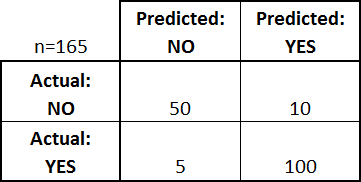 Predicted: Predicted:
n=165 NO YES
Actual:
NO 50 10
Actual:
YES 5 100